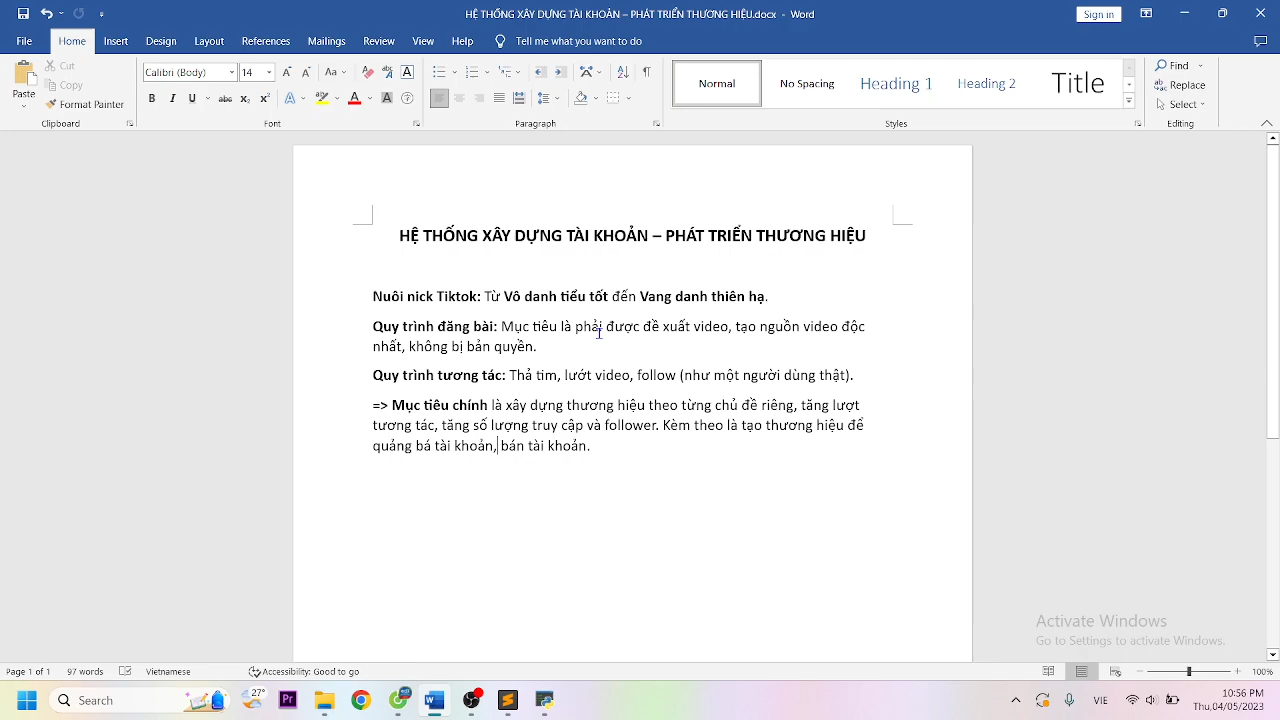 HỆ THỐNG XÂY DỰNG TÀI KHOẢN – PHÁT TRIỂN THƯƠNG HIỆU.docx - Word
Sign in
File Home Insert Design Layout References Mailings Review View Help Tell me what you want to do
Paste
Cut
Copy
Format Painter
Clipboard
Calibri (Body) 14
Font
Paragraph
Normal No Spacing Heading 1 Heading 2 Title
Styles
Find
Replace
Select
Editing
HỆ THỐNG XÂY DỰNG TÀI KHOẢN – PHÁT TRIỂN THƯƠNG HIỆU
Nuôi nick Tiktok: Từ Vô danh tiểu tốt đến Vang danh thiên hạ.
Quy trình đăng bài: Mục tiêu là phải được đề xuất video, tạo nguồn video độc
nhất, không bị bản quyền.
Quy trình tương tác: Thả tim, lướt video, follow (như một người dùng thật).
=> Mục tiêu chính là xây dựng thương hiệu theo từng chủ đề riêng, tăng lượt
tương tác, tăng số lượng truy cập và follower. Kèm theo là tạo thương hiệu để
quảng bá tài khoản, bán tài khoản.
Activate Windows
Go to Settings to activate Windows.
Page 1 of 1 97 words Vietnamese Accessibility: Good to go 100%
Search 27° VIE 10:56 PM
Thu,04/05/2023